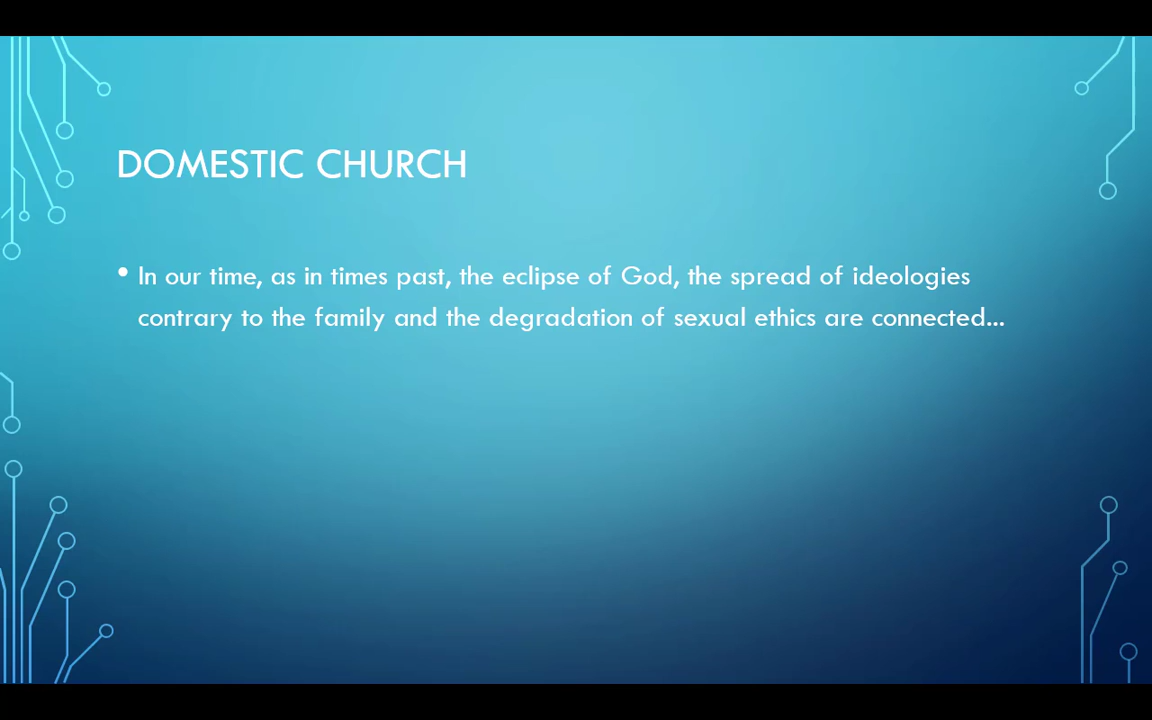 DOMESTIC CHURCH
• In our time, as in times past, the eclipse of God, the spread of ideologies
contrary to the family and the degradation of sexual ethics are connected...